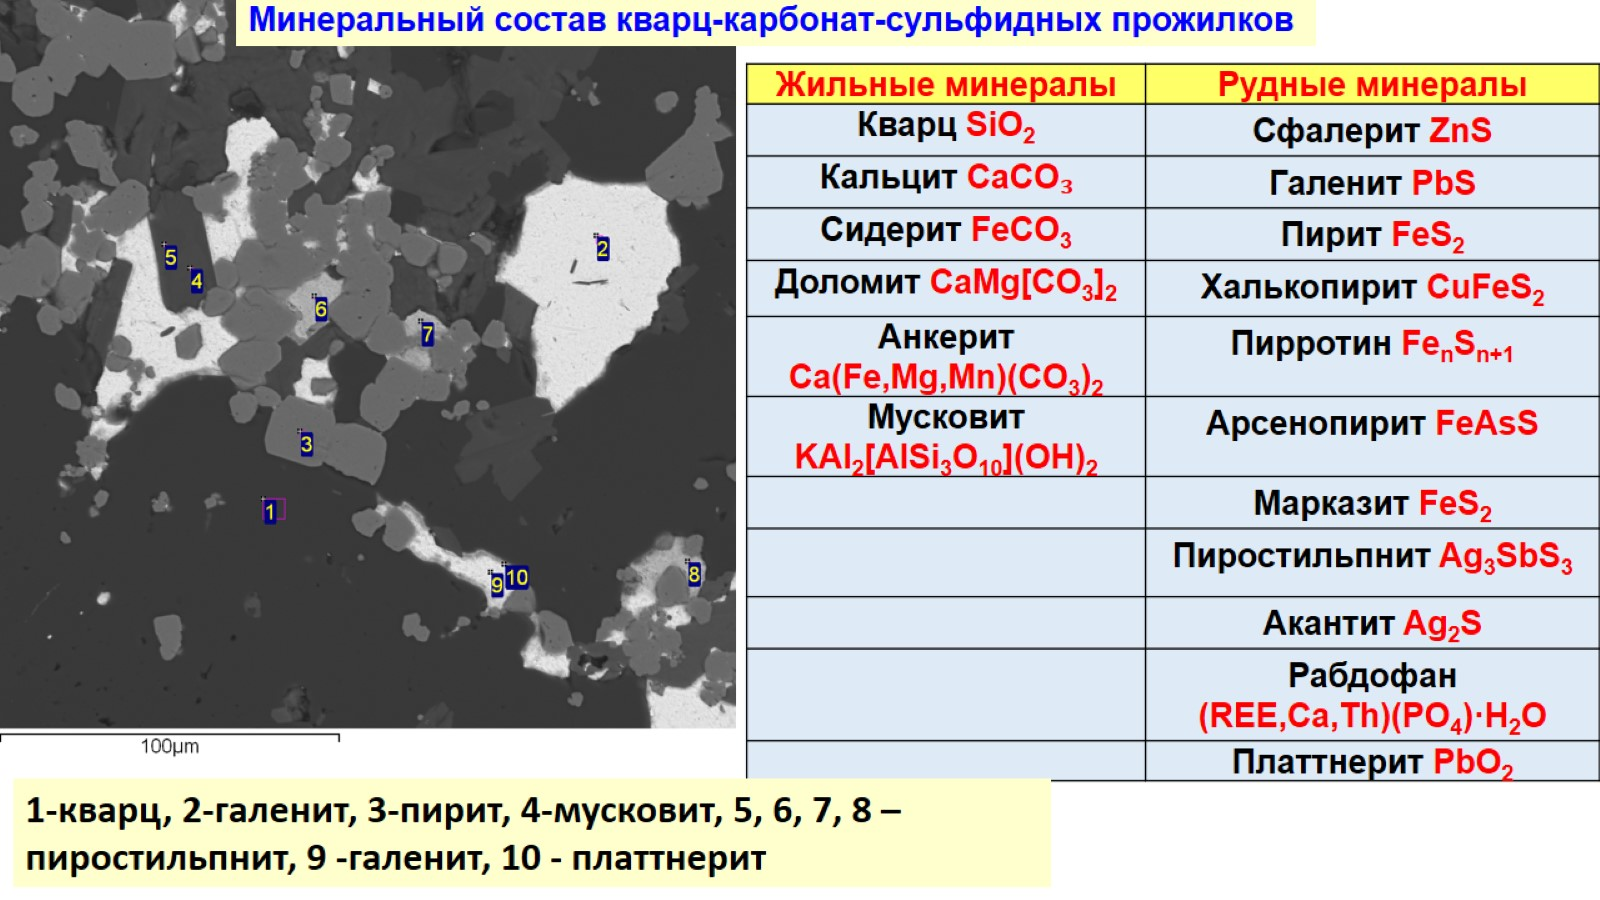 Минеральный состав кварц-карбонат-сульфидных прожилков
Жильные минералы
Рудные минералы
Кварц SiO₂
Сфалерит ZnS
Кальцит CaCO₃
Галенит PbS
Сидерит FeCO₃
Пирит FeS₂
Доломит CaMg[CO₃]₂
Халькопирит CuFeS₂
Анкерит
Ca(Fe,Mg,Mn)(CO₃)₂
Пирротин FeₙSₙ₊₁
Мусковит
KAl₂[AlSi₃O₁₀](OH)₂
Арсенопирит FeAsS
Марказит FeS₂
Пиростильпнит Ag₃SbS₃
Акантит Ag₂S
Рабдофан
(REE,Ca,Th)(PO₄)·H₂O
Платтнерит PbO₂
2
5
4
6
7
3
1
9
10
8
100µm
1-кварц, 2-галенит, 3-пирит, 4-мусковит, 5, 6, 7, 8 –
пиростильпнит, 9 -галенит, 10 - платтнерит